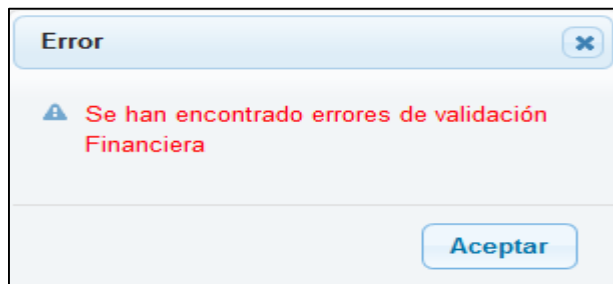 Error
Se han encontrado errores de validación
Financiera
Aceptar